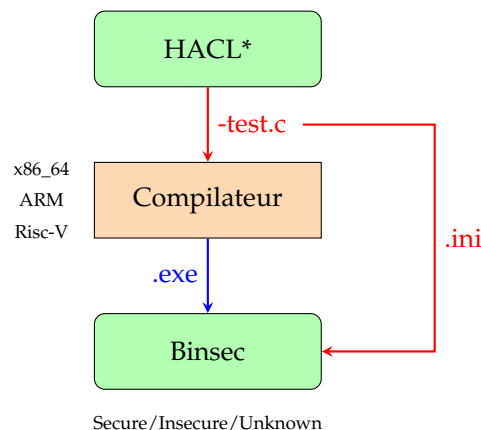 HACL*
-test.c
x86_64
ARM
Risc-V
Compilateur
.ini
.exe
Binsec
Secure/Insecure/Unknown